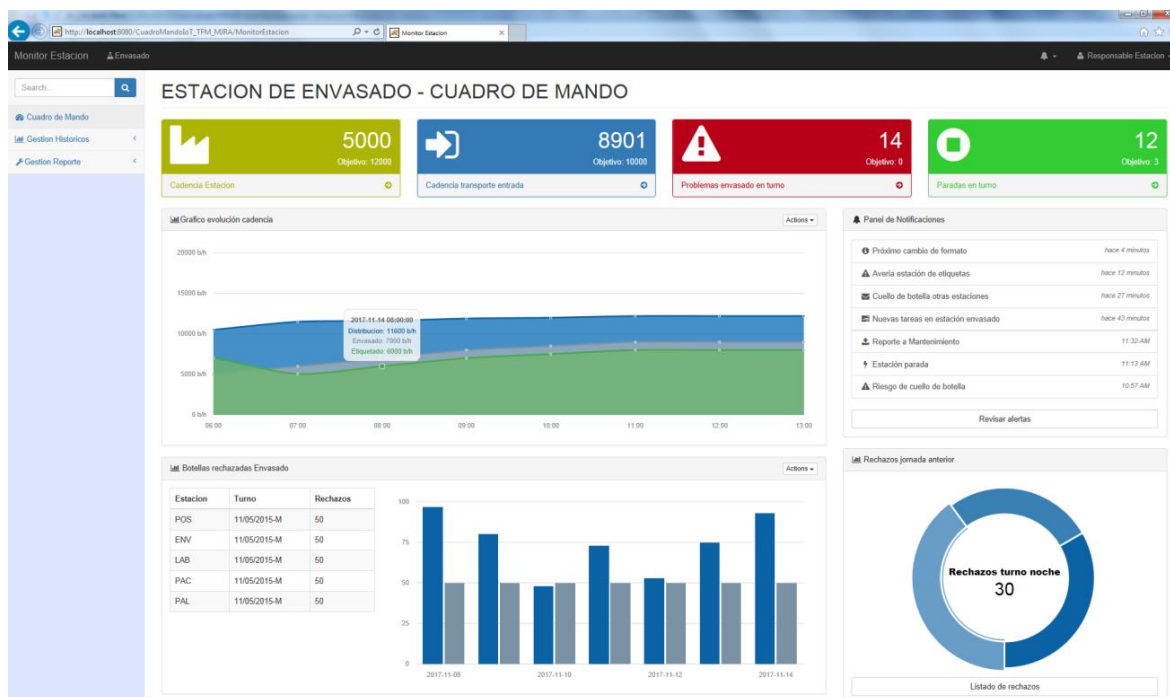 http://localhost:8080/CuadroMandoIoT_TFM_MIRA/MonitorEstacion
Monitor Estacion
Monitor Estacion
Envasado
Responsable Estacion
Search...
Cuadro de Mando
Gestion Historicos
Gestion Reporte
ESTACION DE ENVASADO - CUADRO DE MANDO
5000
Objetivo: 12000
Cadencia Estacion
8901
Objetivo: 10000
Cadencia transporte entrada
14
Objetivo: 0
Problemas envasado en turno
12
Objetivo: 3
Paradas en turno
Grafico evolución cadencia
Actions
20000 b/h
15000 b/h
10000 b/h
5000 b/h
0 b/h
2017-11-14 08:00:00
Distribucion: 11600 b/h
Envasado: 7000 b/h
Etiquetado: 6000 b/h
06:00 07:00 08:00 09:00 10:00 11:00 12:00 13:00
Panel de Notificaciones
Próximo cambio de formato hace 4 minutos
Averia estación de etiquetas hace 12 minutos
Cuello de botella otras estaciones hace 27 minutos
Nuevas tareas en estación envasado hace 43 minutos
Reporte a Mantenimiento 11:32 AM
Estación parada 11:13 AM
Riesgo de cuello de botella 10:57 AM
Revisar alertas
Botellas rechazadas Envasado
Actions
Estacion Turno Rechazos
POS 11/05/2015-M 50
ENV 11/05/2015-M 50
LAB 11/05/2015-M 50
PAC 11/05/2015-M 50
PAL 11/05/2015-M 50
100
75
50
25
0
2017-11-08 2017-11-10 2017-11-12 2017-11-14
Rechazos jornada anterior
Rechazos turno noche
30
Listado de rechazos